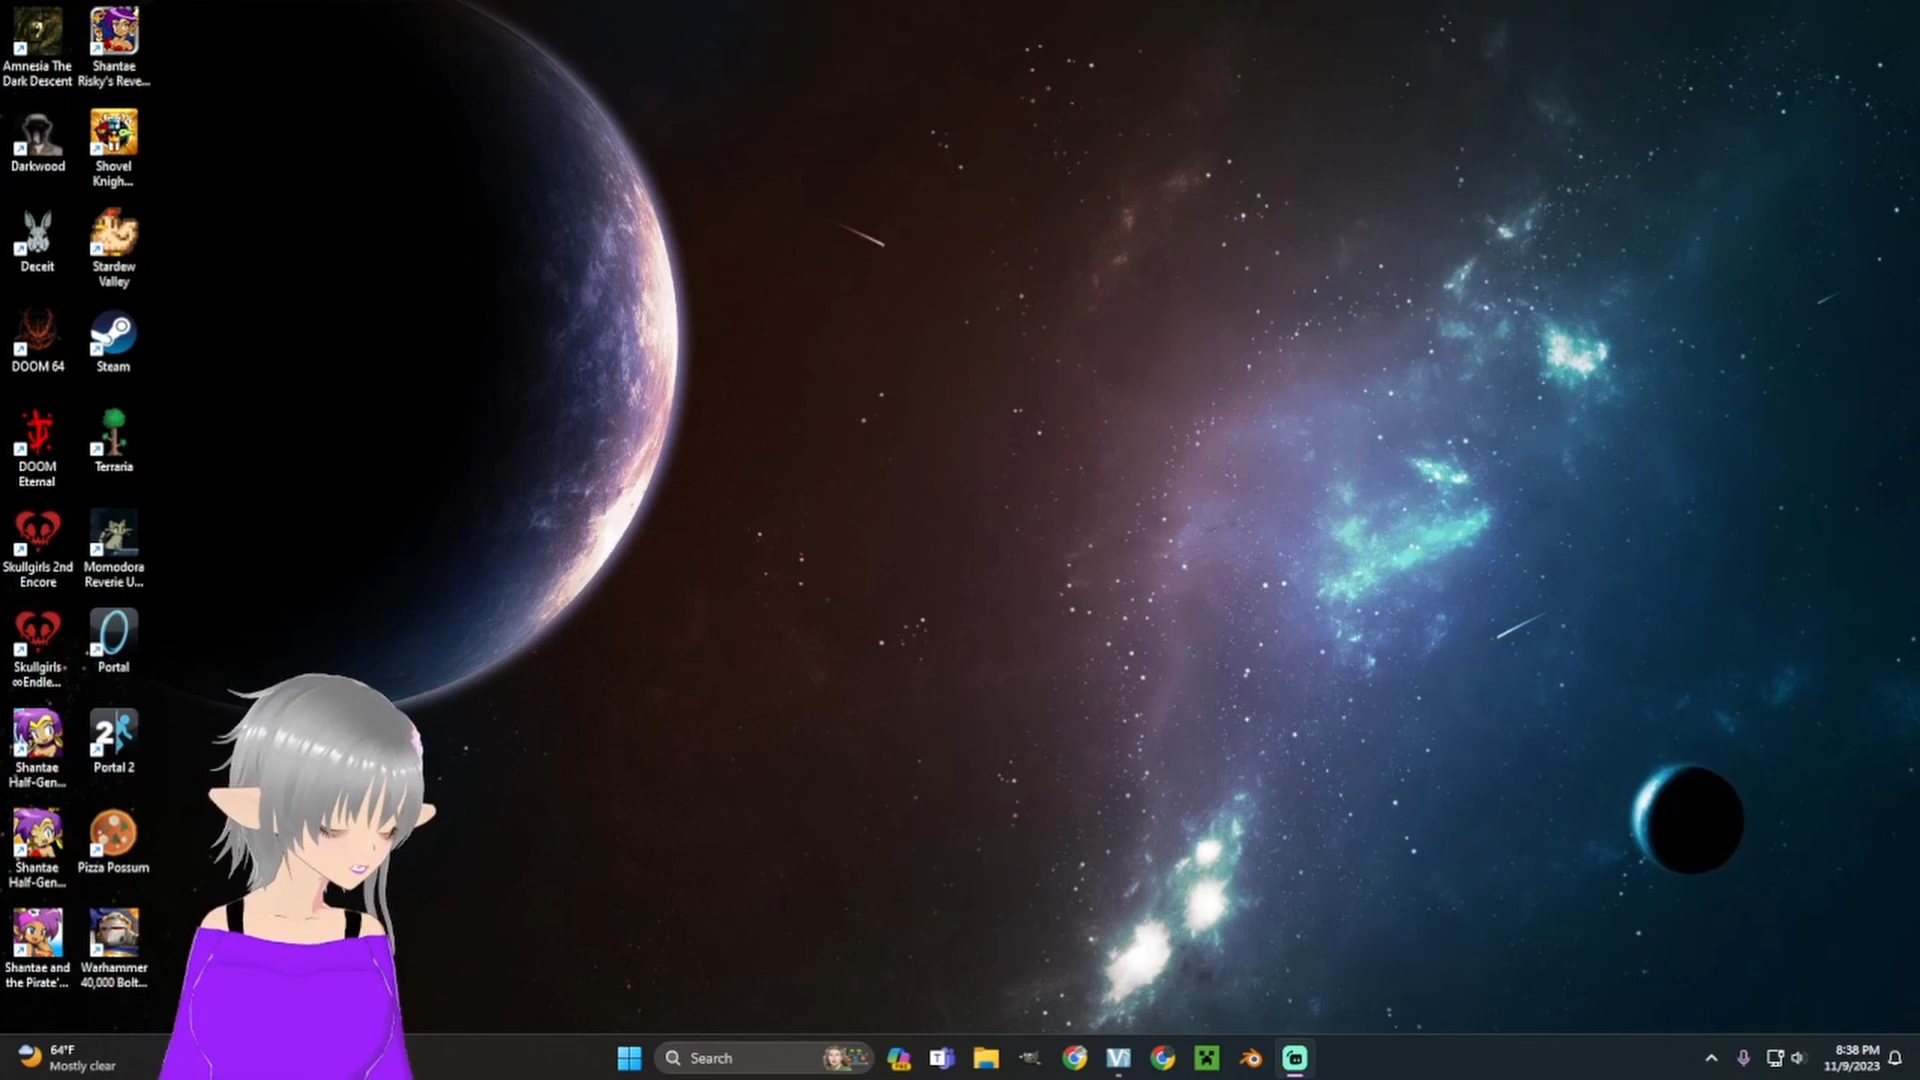 Amnesia The
Dark Descent
Shantae
Risky's Reve...
Darkwood
Shovel
Knigh...
Deceit
Stardew
Valley
DOOM 64
Steam
DOOM
Eternal
Terraria
Skullgirls 2nd
Encore
Momodora
Reverie U...
Skullgirls
∞Endle...
Portal
Shantae
Half-Gen...
2
Portal 2
Shantae
Half-Gen...
Pizza Possum
Shantae and
the Pirate'...
Warhammer
40,000 Bolt...
64°F
Mostly clear
Search
8:38 PM
11/9/2023